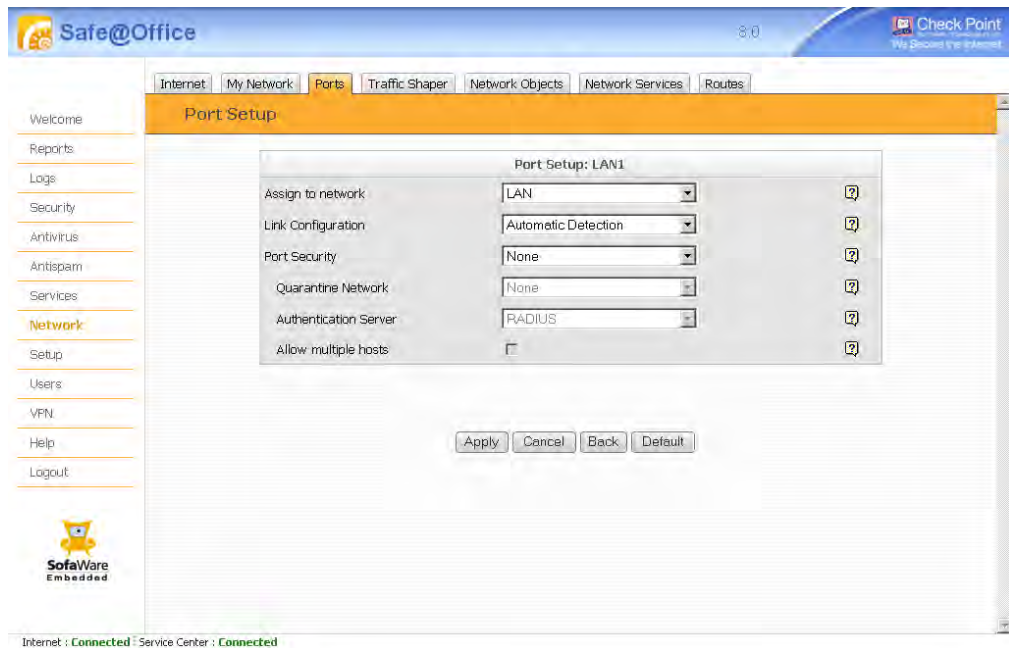 Safe@Office
8.0
Check Point
We Secure the Internet
Internet My Network Ports Traffic Shaper Network Objects Network Services Routes
Port Setup
Welcome
Reports
Logs
Security
Antivirus
Antispam
Services
Network
Setup
Users
VPN
Help
Logout
Port Setup: LAN1
Assign to network LAN ?
Link Configuration Automatic Detection ?
Port Security None ?
Quarantine Network None ?
Authentication Server RADIUS ?
Allow multiple hosts ?
Apply Cancel Back Default
SofaWare
Embedded
Internet : Connected Service Center : Connected